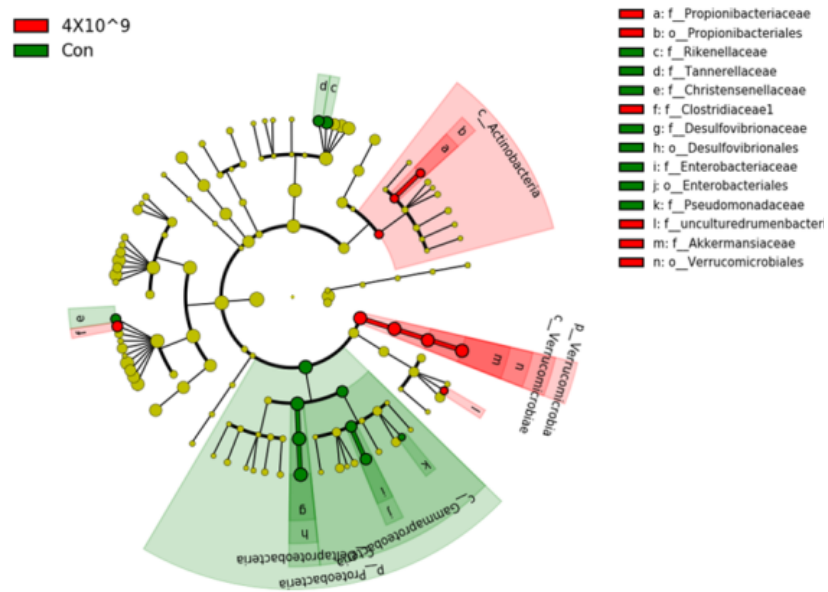 4X10^9
Con
a: f__Propionibacteriaceae
b: o__Propionibacteriales
c: f__Rikenellaceae
d: f__Tannerellaceae
e: f__Christensenellaceae
f: f__Clostridiaceae1
g: f__Desulfovibrionaceae
h: o__Desulfovibrionales
i: f__Enterobacteriaceae
j: o__Enterobacteriales
k: f__Pseudomonadaceae
l: f__unculturedrumenbacteri
m: f__Akkermansiaceae
n: o__Verrucomicrobiales
d c
b
a
c__Actinobacteria
e
f
p__Verrucomicrobia
c__Verrucomicrobiae
m n
l
k
i
j
g
h
c__Gammaproteobacteria
p__Proteobacteria